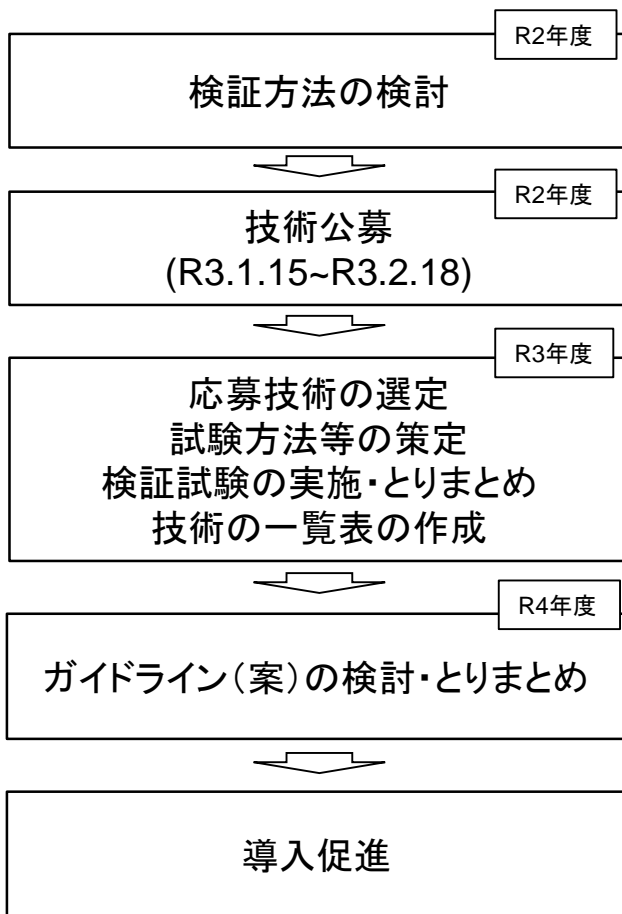 R2年度
検証方法の検討
R2年度
技術公募
(R3.1.15~R3.2.18)
R3年度
応募技術の選定
試験方法等の策定
検証試験の実施・とりまとめ
技術の一覧表の作成
R4年度
ガイドライン（案）の検討・とりまとめ
導入促進